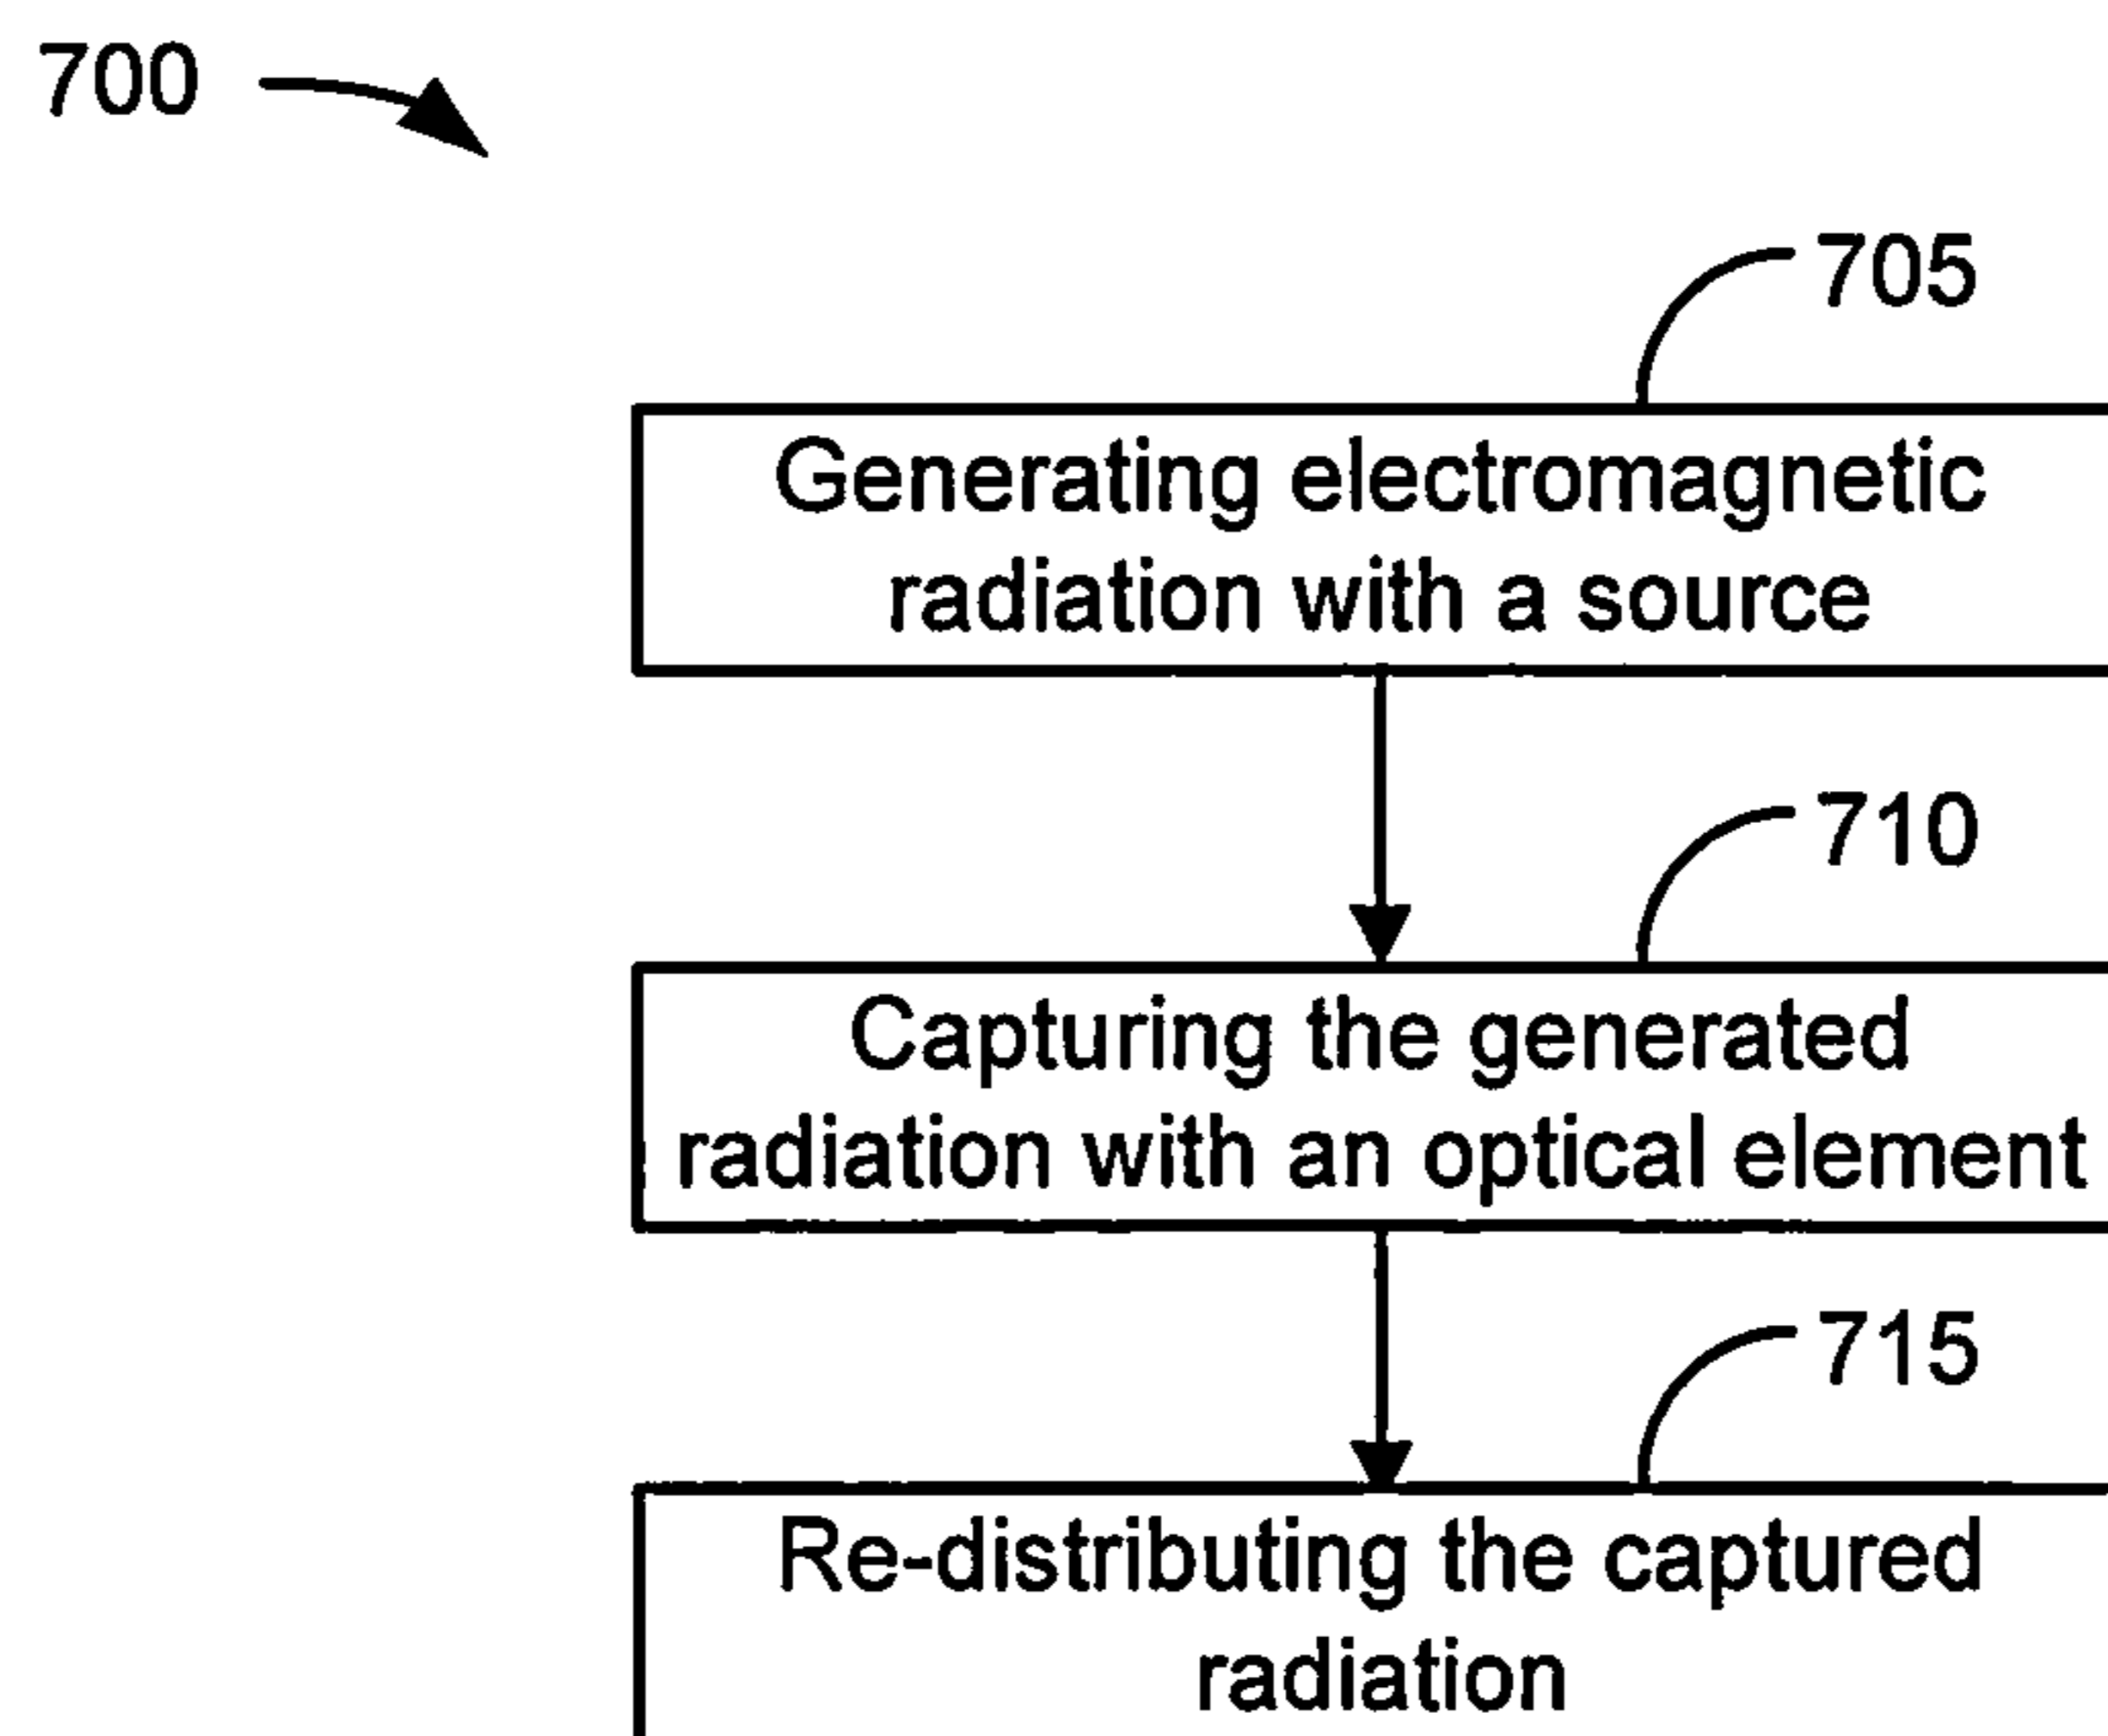 700
705
Generating electromagnetic
radiation with a source
710
Capturing the generated
radiation with an optical element
715
Re-distributing the captured
radiation